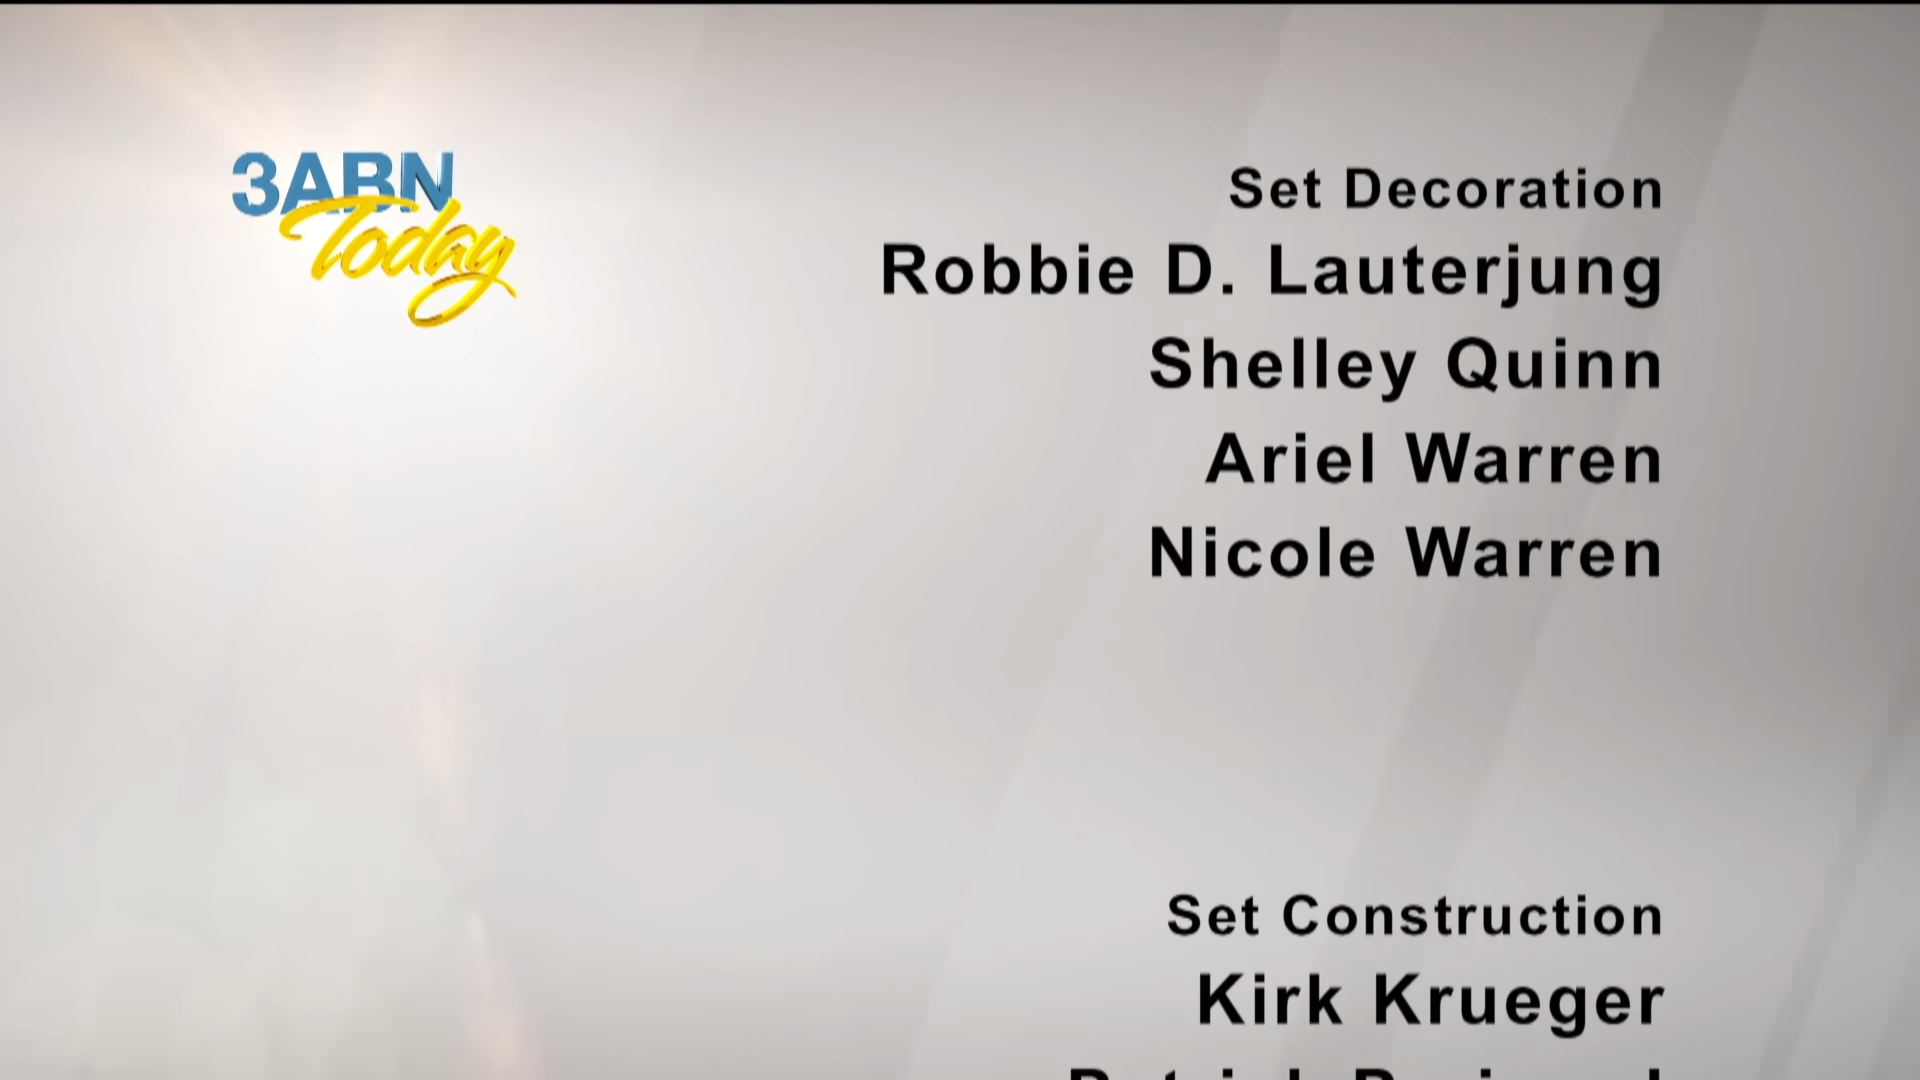 3ABN
Today
Set Decoration
Robbie D. Lauterjung
Shelley Quinn
Ariel Warren
Nicole Warren
Set Construction
Kirk Krueger